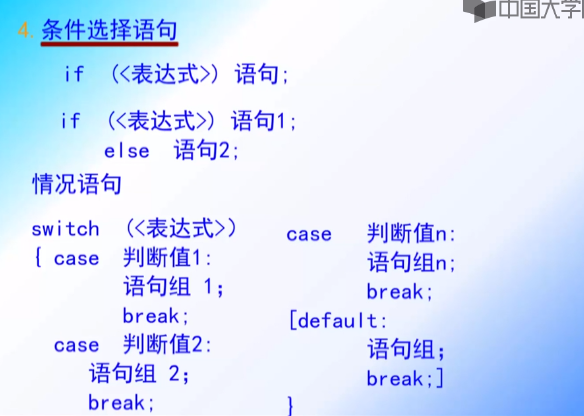 中国大学
4. 条件选择语句
if (<表达式>) 语句;
if (<表达式>) 语句1;
else 语句2;
情况语句
switch (<表达式>)
{ case 判断值1:
语句组 1;
break;
case 判断值2:
语句组 2;
break;
case 判断值n:
语句组n;
break;
[default:
语句组;
break;]
}